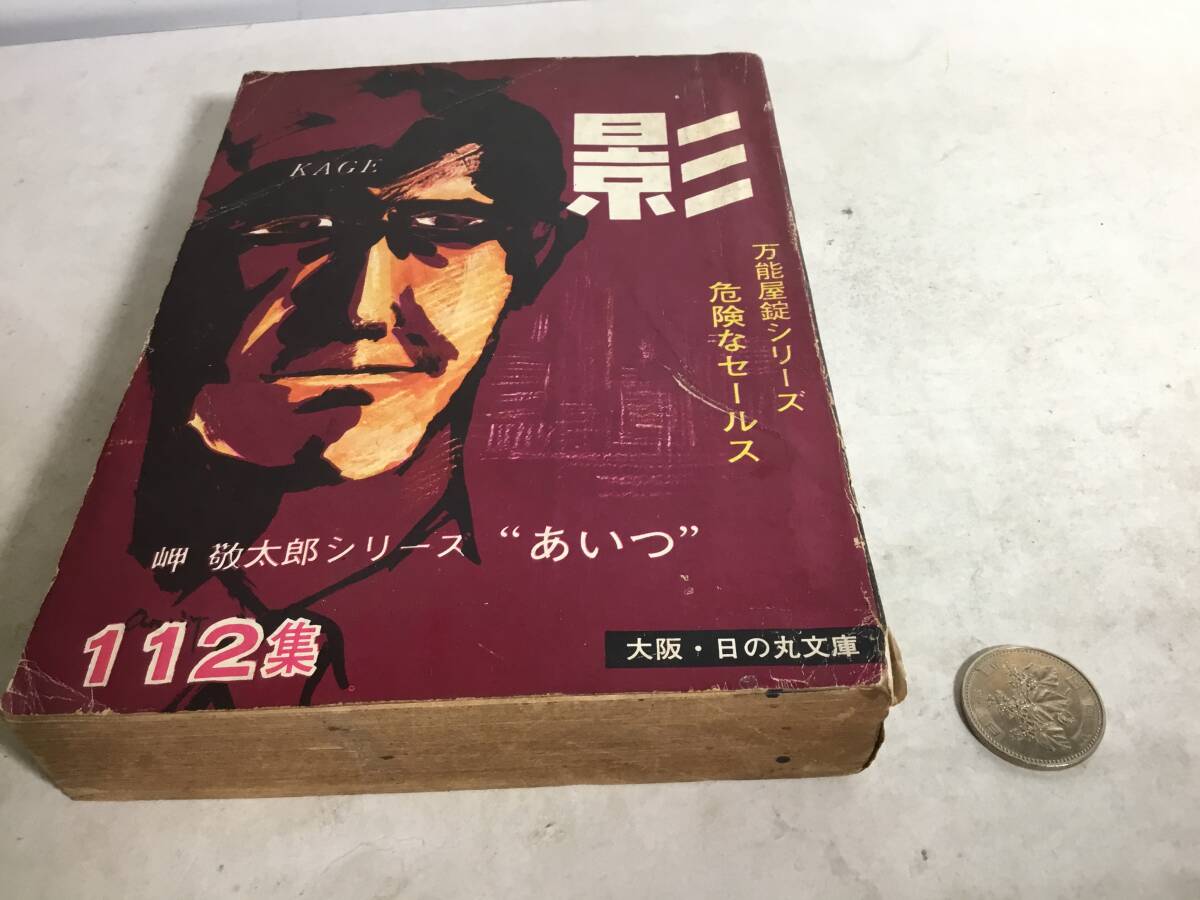 影
KAGE
万能屋錠シリーズ
危険なセールス
岬 敬太郎シリーズ “あいつ”
112集
大阪・日の丸文庫